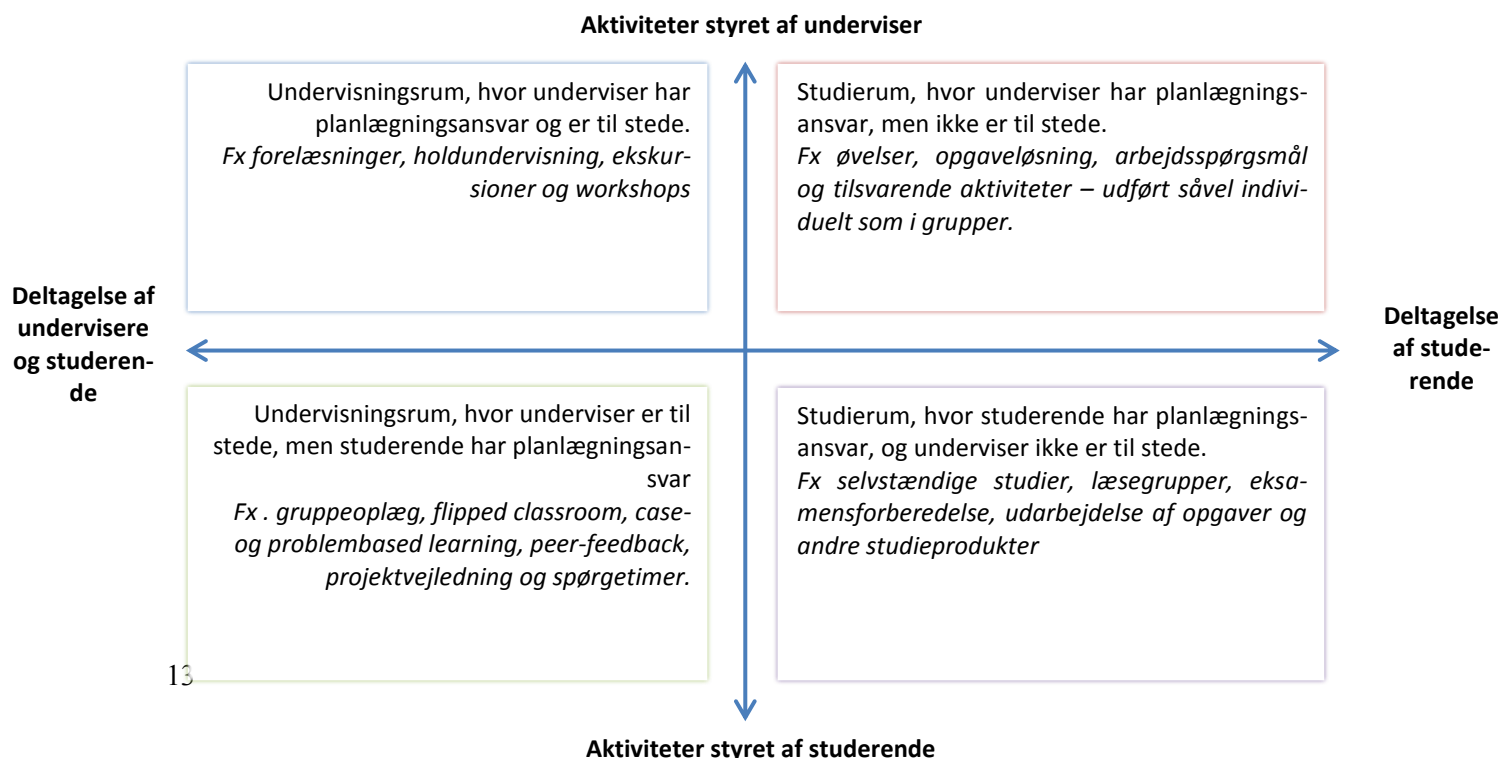 Aktiviteter styret af underviser
Undervisningsrum, hvor underviser har
planlægningsansvar og er til stede.
Fx forelæsninger, holdundervisning, ekskur-
sioner og workshops
Studierum, hvor underviser har planlægnings-
ansvar, men ikke er til stede.
Fx øvelser, opgaveløsning, arbejdsspørgsmål
og tilsvarende aktiviteter – udført såvel indivi-
duelt som i grupper.
Deltagelse af
undervisere
og studeren-
de
Deltagelse
af stude-
rende
Undervisningsrum, hvor underviser er til
stede, men studerende har planlægningsan-
svar
Fx . gruppeoplæg, flipped classroom, case-
og problembased learning, peer-feedback,
projektvejledning og spørgetimer.
Studierum, hvor studerende har planlægnings-
ansvar, og underviser ikke er til stede.
Fx selvstændige studier, læsegrupper, eksa-
mensforberedelse, udarbejdelse af opgaver og
andre studieprodukter
13
Aktiviteter styret af studerende